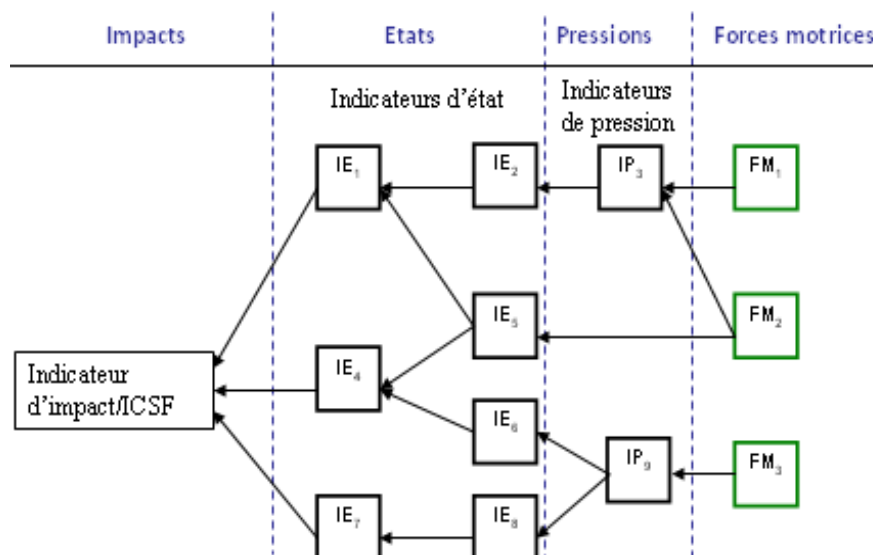 Impacts
Etats
Pressions
Forces motrices
Indicateurs d'état
Indicateurs
de pression
IE₁
IE₂
IP₃
FM₁
IE₅
FM₂
Indicateur
d'impact/ICSF
IE₄
IE₆
IP₉
FM₃
IE₇
IE₈